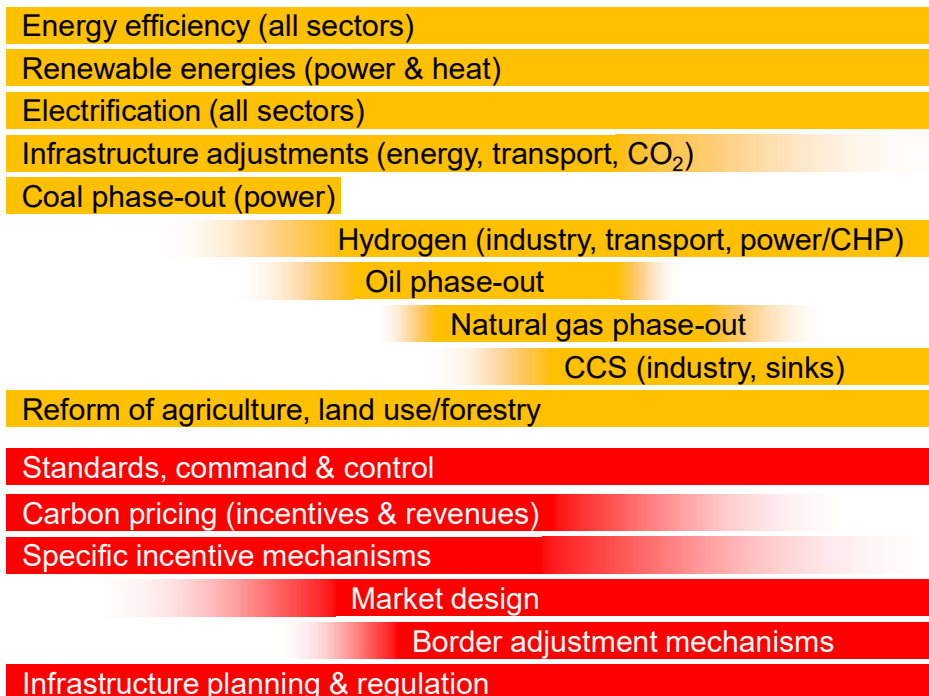 Energy efficiency (all sectors)
Renewable energies (power & heat)
Electrification (all sectors)
Infrastructure adjustments (energy, transport, CO₂)
Coal phase-out (power)
Hydrogen (industry, transport, power/CHP)
Oil phase-out
Natural gas phase-out
CCS (industry, sinks)
Reform of agriculture, land use/forestry
Standards, command & control
Carbon pricing (incentives & revenues)
Specific incentive mechanisms
Market design
Border adjustment mechanisms
Infrastructure planning & regulation